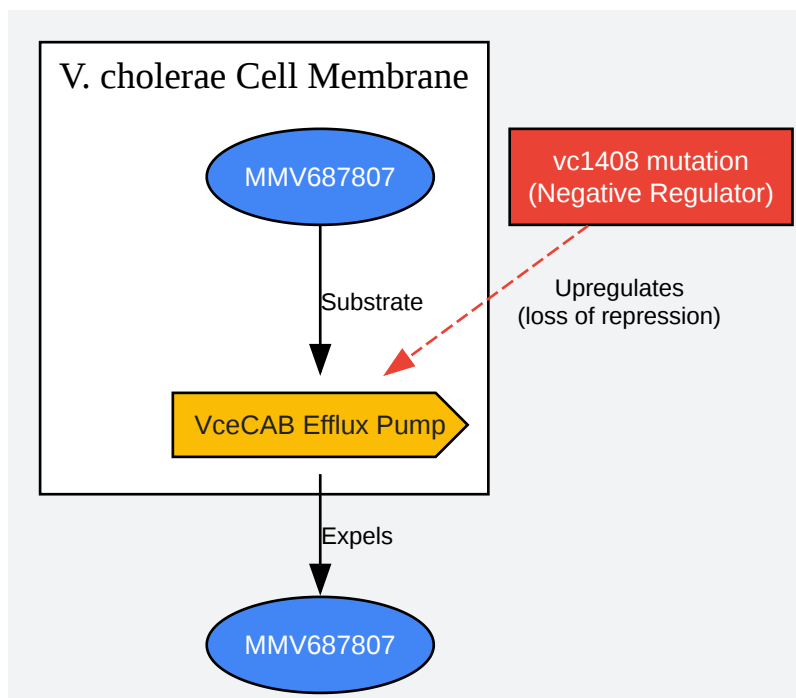 V. cholerae Cell Membrane
MMV687807
vc1408 mutation
(Negative Regulator)
Substrate
Upregulates
(loss of repression)
VceCAB Efflux Pump
Expels
MMV687807